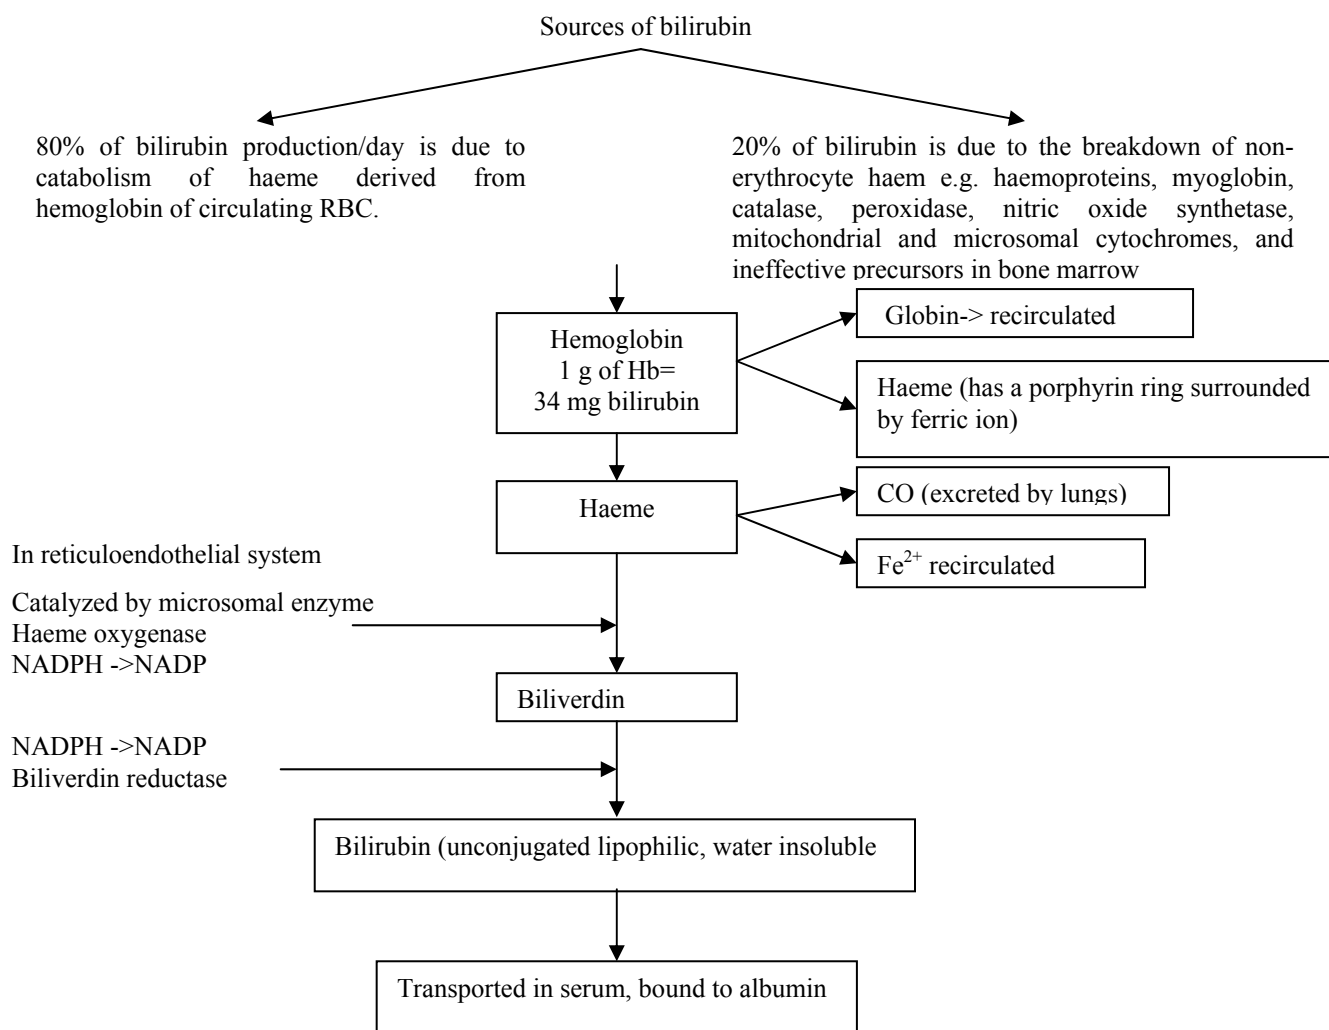 Sources of bilirubin
80% of bilirubin production/day is due to
catabolism of haeme derived from
hemoglobin of circulating RBC.
20% of bilirubin is due to the breakdown of non-
erythrocyte haem e.g. haemoproteins, myoglobin,
catalase, peroxidase, nitric oxide synthetase,
mitochondrial and microsomal cytochromes, and
ineffective precursors in bone marrow
Hemoglobin
1 g of Hb=
34 mg bilirubin
Globin-> recirculated
Haeme (has a porphyrin ring surrounded
by ferric ion)
Haeme
CO (excreted by lungs)
Fe²⁺ recirculated
In reticuloendothelial system
Catalyzed by microsomal enzyme
Haeme oxygenase
NADPH ->NADP
Biliverdin
NADPH ->NADP
Biliverdin reductase
Bilirubin (unconjugated lipophilic, water insoluble
Transported in serum, bound to albumin